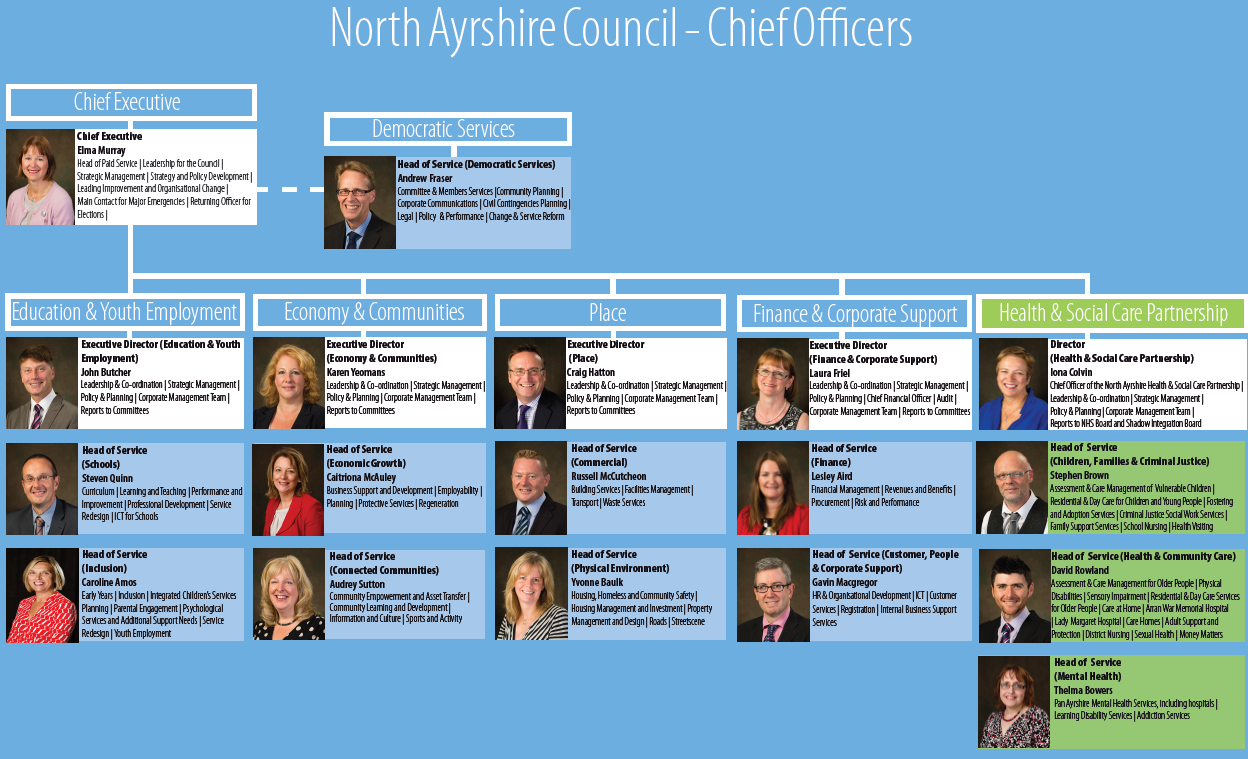 North Ayrshire Council – Chief Officers
Chief Executive
Chief Executive
Elma Murray
Head of Paid Service | Leadership for the Council |
Strategic Management | Strategy and Policy Development |
Leading Improvement and Organisational Change |
Main Contact for Major Emergencies | Returning Officer for
Elections |
Democratic Services
Head of Service (Democratic Services)
Andrew Fraser
Committee & Members Services |Community Planning |
Corporate Communications | Civil Contingencies Planning |
Legal | Policy & Performance | Change & Service Reform
Education & Youth Employment
Executive Director (Education & Youth
Employment)
John Butcher
Leadership & Co-ordination | Strategic Management |
Policy & Planning | Corporate Management Team |
Reports to Committees
Head of Service
(Schools)
Steven Quinn
Curriculum | Learning and Teaching | Performance and
Improvement | Professional Development | Service
Redesign | ICT for Schools
Head of Service
(Inclusion)
Caroline Amos
Early Years | Inclusion | Integrated Children's Services
Planning | Parental Engagement | Psychological
Services and Additional Support Needs | Service
Redesign | Youth Employment
Economy & Communities
Executive Director
(Economy & Communities)
Karen Yeomans
Leadership & Co-ordination | Strategic Management |
Policy & Planning | Corporate Management Team |
Reports to Committees
Head of Service
(Economic Growth)
Caitriona McAuley
Business Support and Development | Employability |
Planning | Protective Services | Regeneration
Head of Service
(Connected Communities)
Audrey Sutton
Community Empowerment and Asset Transfer |
Community Learning and Development |
Information and Culture | Sports and Activity
Place
Executive Director
(Place)
Craig Hatton
Leadership & Co-ordination | Strategic Management |
Policy & Planning | Corporate Management Team |
Reports to Committees
Head of Service
(Commercial)
Russell McCutcheon
Building Services | Facilities Management |
Transport | Waste Services
Head of Service
(Physical Environment)
Yvonne Baulk
Housing, Homeless and Community Safety |
Housing Management and Investment | Property
Management and Design | Roads | Streetscene
Finance & Corporate Support
Executive Director
(Finance & Corporate Support)
Laura Friel
Leadership & Co-ordination | Strategic Management |
Policy & Planning | Chief Financial Officer | Audit |
Corporate Management Team | Reports to Committees
Head of Service
(Finance)
Lesley Aird
Financial Management | Revenues and Benefits |
Procurement | Risk and Performance
Head of Service (Customer, People
& Corporate Support)
Gavin Macgregor
HR & Organisational Development | ICT | Customer
Services | Registration | Internal Business Support
Services
Health & Social Care Partnership
Director
(Health & Social Care Partnership)
Iona Colvin
Chief Officer of the North Ayrshire Health & Social Care Partnership |
Leadership & Co-ordination | Strategic Management |
Policy & Planning | Corporate Management Team |
Reports to NHS Board and Shadow Integration Board
Head of Service
(Children, Families & Criminal Justice)
Stephen Brown
Assessment & Care Management of Vulnerable Children |
Residential & Day Care for Children and Young People | Fostering
and Adoption Services | Criminal Justice Social Work Services |
Family Support Services | School Nursing | Health Visiting
Head of Service (Health & Community Care)
David Rowland
Assessment & Care Management for Older People | Physical
Disabilities | Sensory Impairment | Residential & Day Care Services
for Older People | Care at Home | Arran War Memorial Hospital
| Lady Margaret Hospital | Care Homes | Adult Support and
Protection | District Nursing | Sexual Health | Money Matters
Head of Service
(Mental Health)
Thelma Bowers
Pan Ayrshire Mental Health Services, including hospitals |
Learning Disability Services | Addiction Services